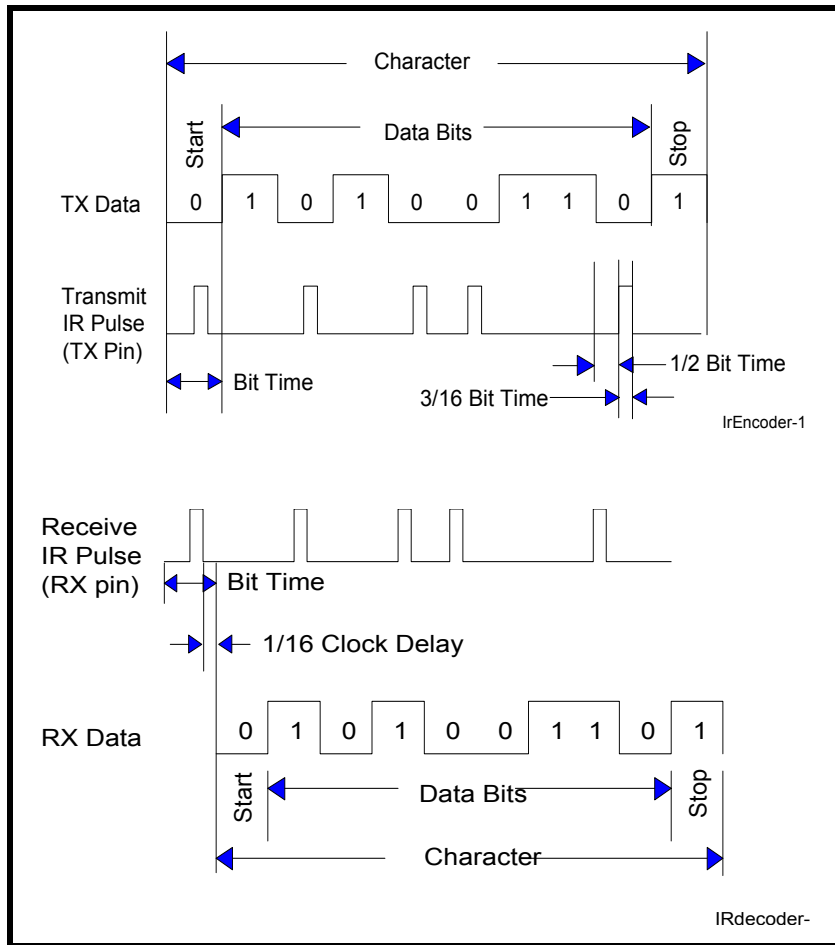 Character
Start
Data Bits
Stop
TX Data 0 1 0 1 0 0 1 1 0 1
Transmit
IR Pulse
(TX Pin)
Bit Time
1/2 Bit Time
3/16 Bit Time
IrEncoder-1
Receive
IR Pulse
(RX pin)
Bit Time
1/16 Clock Delay
RX Data 0 1 0 1 0 0 1 1 0 1
Start
Data Bits
Stop
Character
IRdecoder-